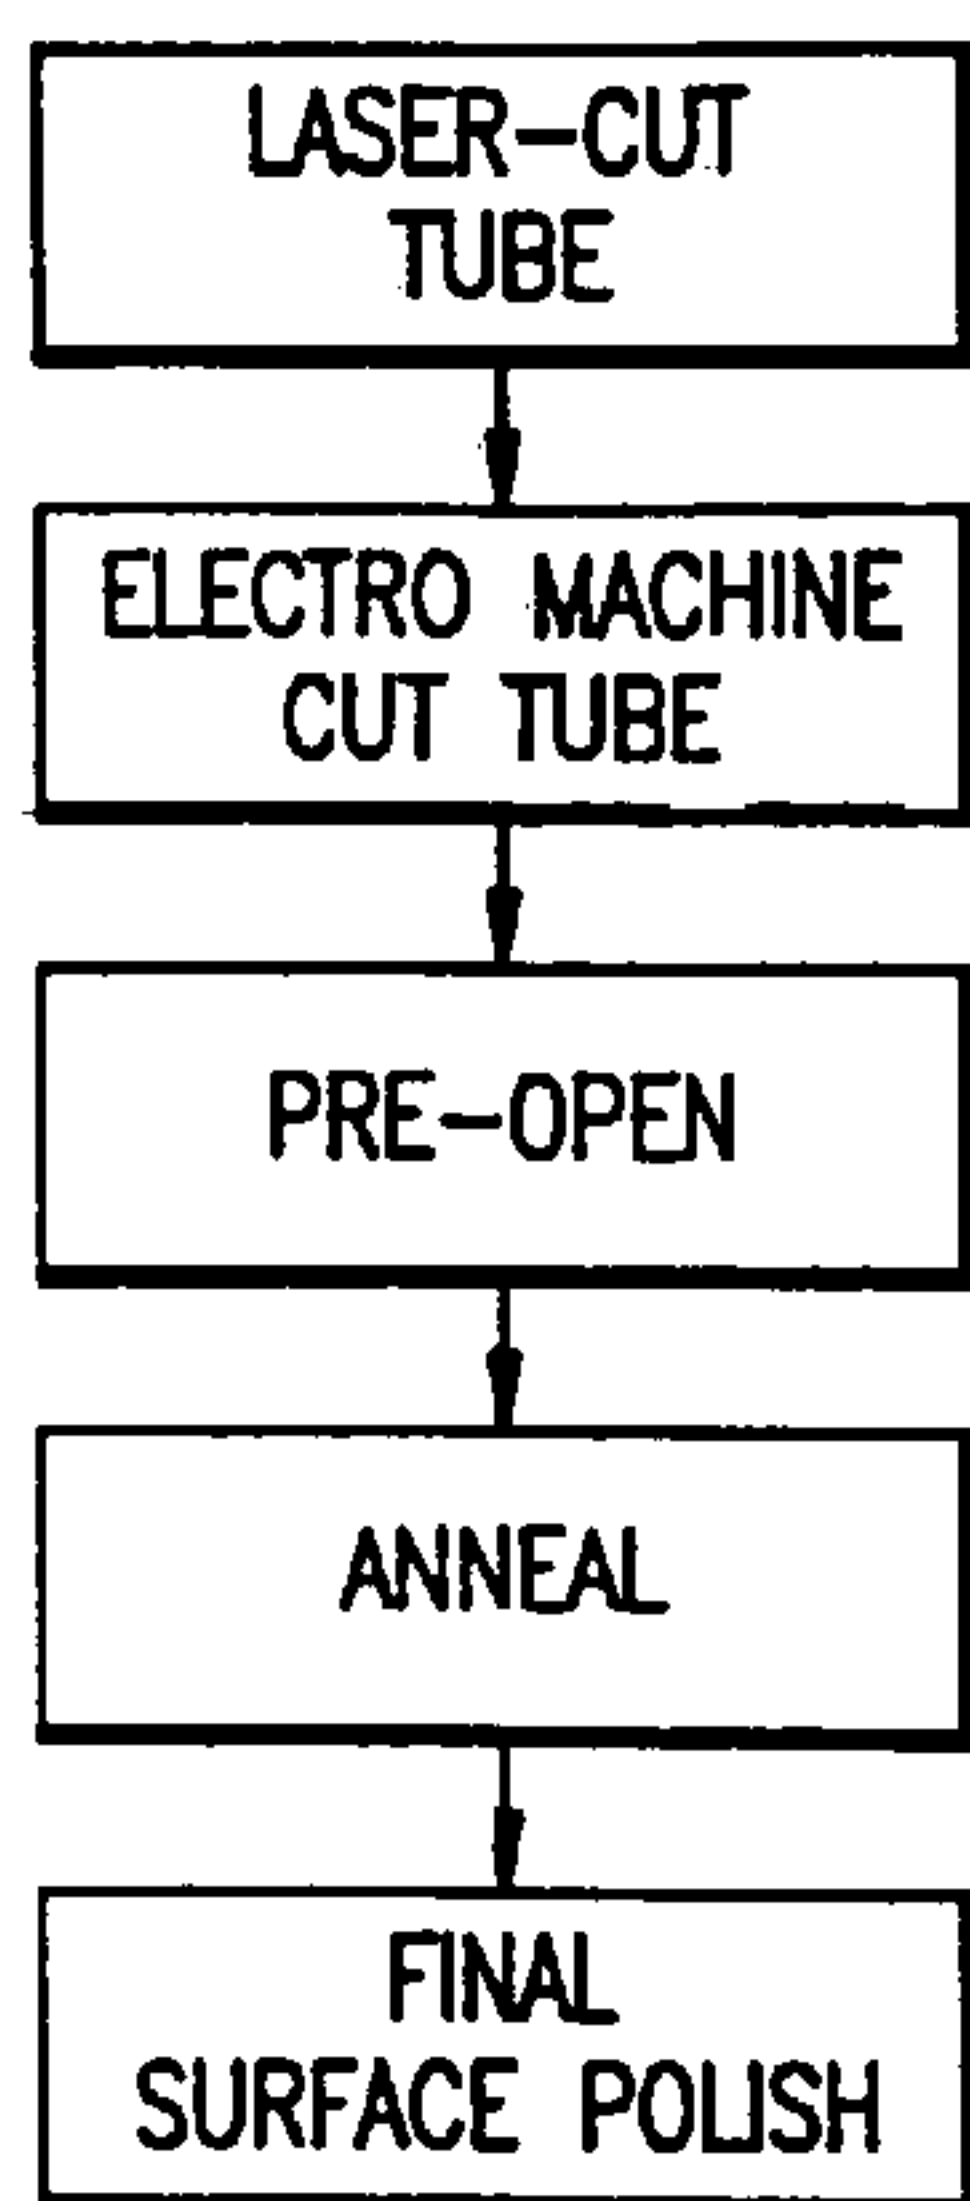 LASER-CUT
TUBE
ELECTRO MACHINE
CUT TUBE
PRE-OPEN
ANNEAL
FINAL
SURFACE POLISH